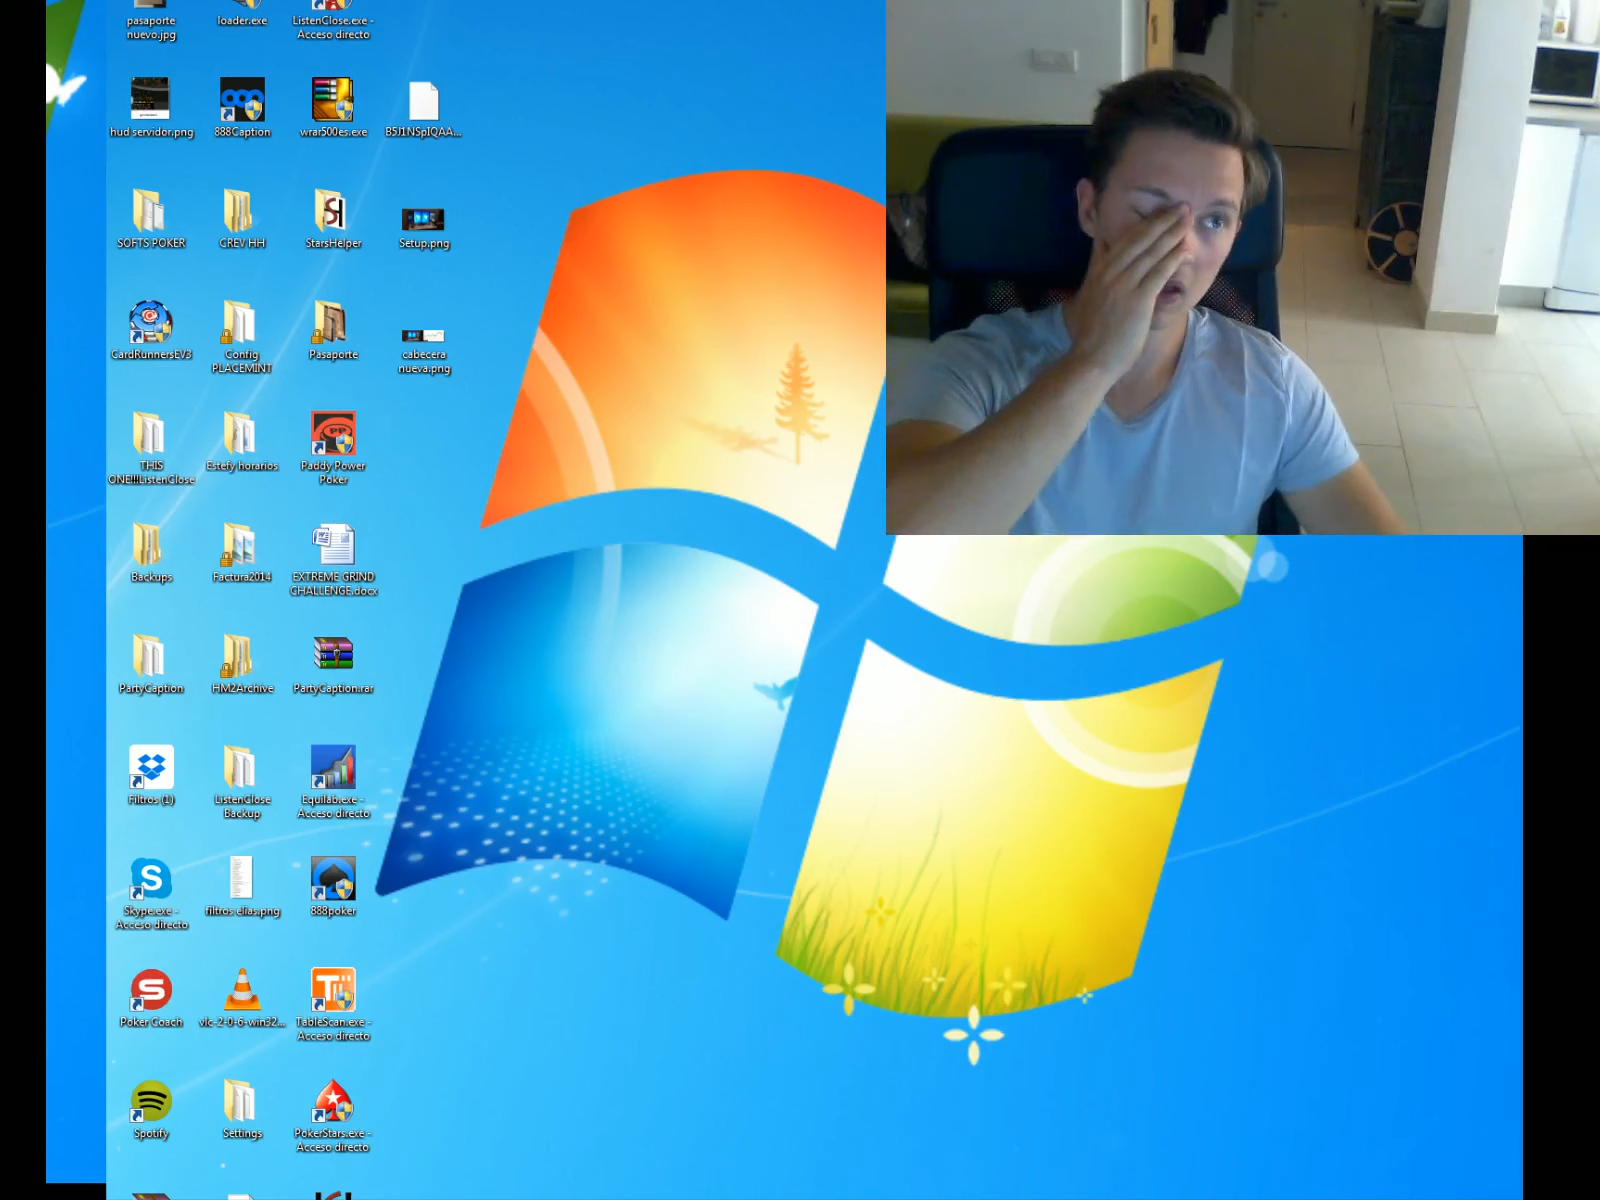 pasaporte
nuevo.jpg
loader.exe
ListenClose.exe -
Acceso directo
hud servidor.png
888Caption
wrar500es.exe
B5J1NSpIQAA...
SOFTS POKER
CREV HH
StarsHelper
Setup.png
CardRunnersEV3
Config
PLACEMINT
Pasaporte
cabecera
nueva.png
THIS
ONE!!!ListenClose
Estefy horarios
Paddy Power
Poker
Backups
Factura2014
EXTREME GRIND
CHALLENGE.docx
PartyCaption
HM2Archive
PartyCaption.rar
Filtros (1)
ListenClose
Backup
Equilab.exe -
Acceso directo
Skype.exe -
Acceso directo
filtros elias.png
888poker
Poker Coach
vlc-2-0-6-win32...
TableScan.exe -
Acceso directo
Spotify
Settings
PokerStars.exe -
Acceso directo